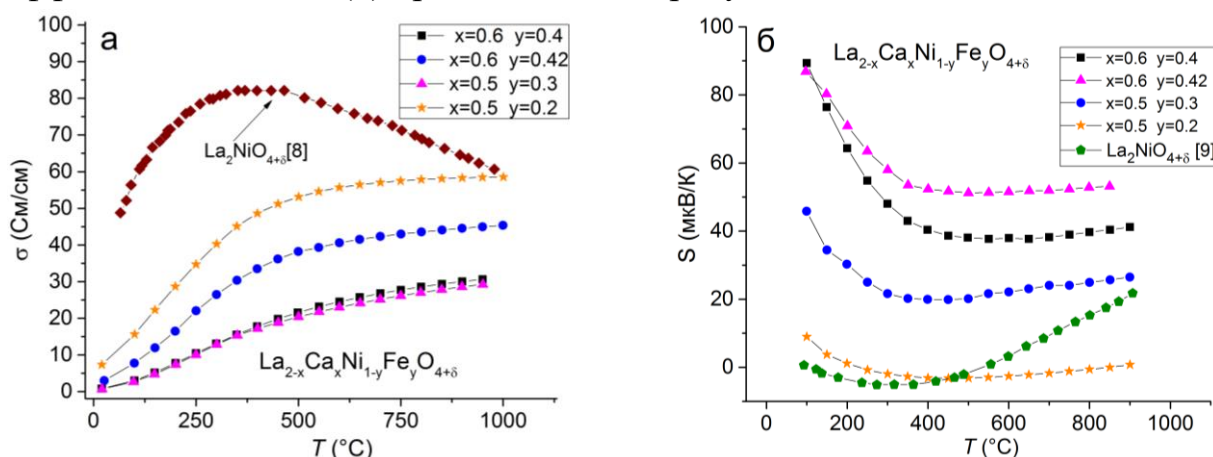 а
x=0.6 y=0.4
x=0.6 y=0.42
x=0.5 y=0.3
x=0.5 y=0.2
La₂NiO₄₊δ[8]
La₂₋ₓCaₓNi₁₋yFeyO₄₊δ
σ (См/см)
90
80
70
60
50
40
30
20
10
0
0 250 500 750 1000
T (°C)
б
La₂₋ₓCaₓNi₁₋yFeyO₄₊δ
x=0.6 y=0.4
x=0.6 y=0.42
x=0.5 y=0.3
x=0.5 y=0.2
La₂NiO₄₊δ [9]
S (мкВ/К)
100
80
60
40
20
0
0 200 400 600 800 1000
T (°C)